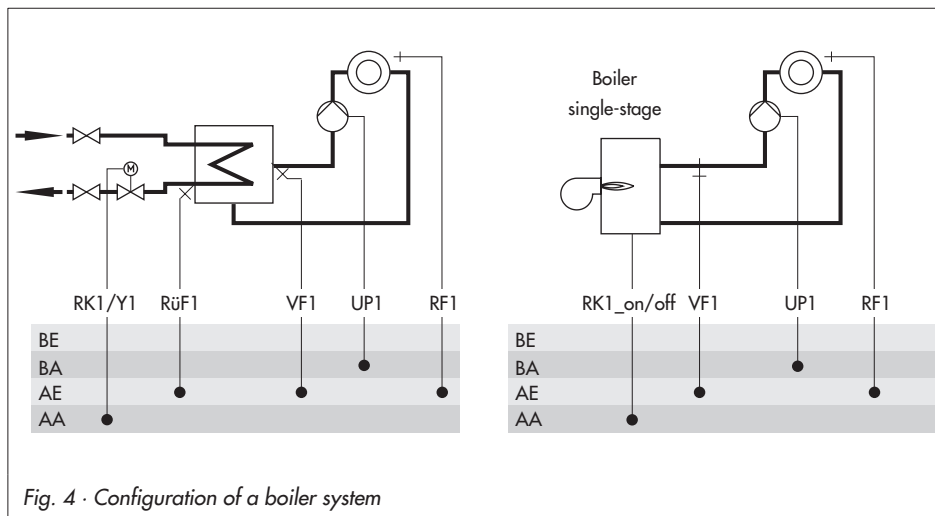 Boiler
single-stage
M
RK1/Y1 RüF1 VF1 UP1 RF1
RK1_on/off VF1 UP1 RF1
BE
BA
AE
AA
BE
BA
AE
AA
Fig. 4 · Configuration of a boiler system